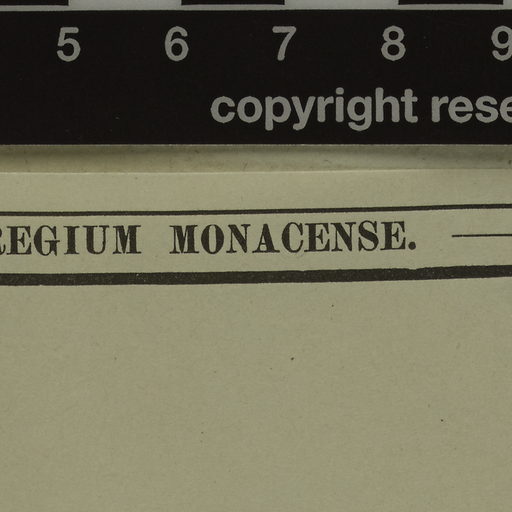 5 6 7 8 9
copyright rese
REGIUM MONACENSE.